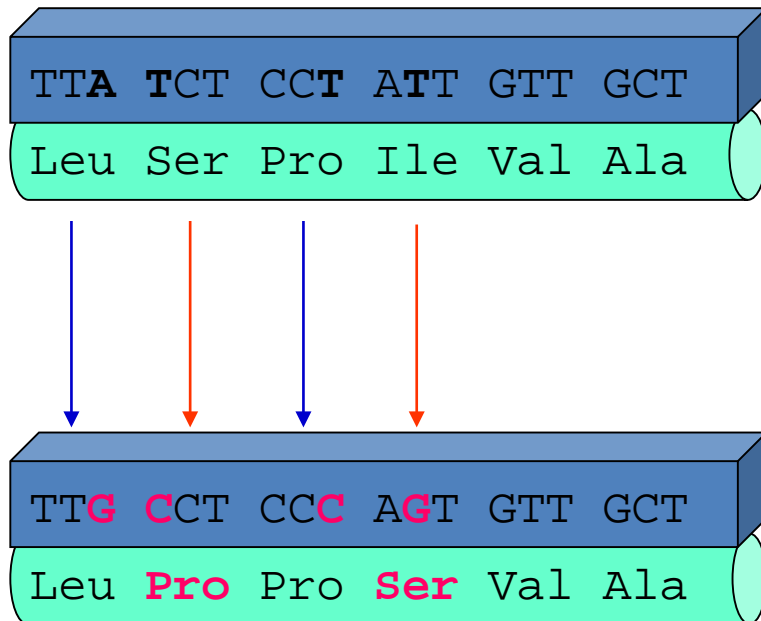 TTA TCT CCT ATT GTT GCT
Leu Ser Pro Ile Val Ala
TTG CCT CCC AGT GTT GCT
Leu Pro Pro Ser Val Ala